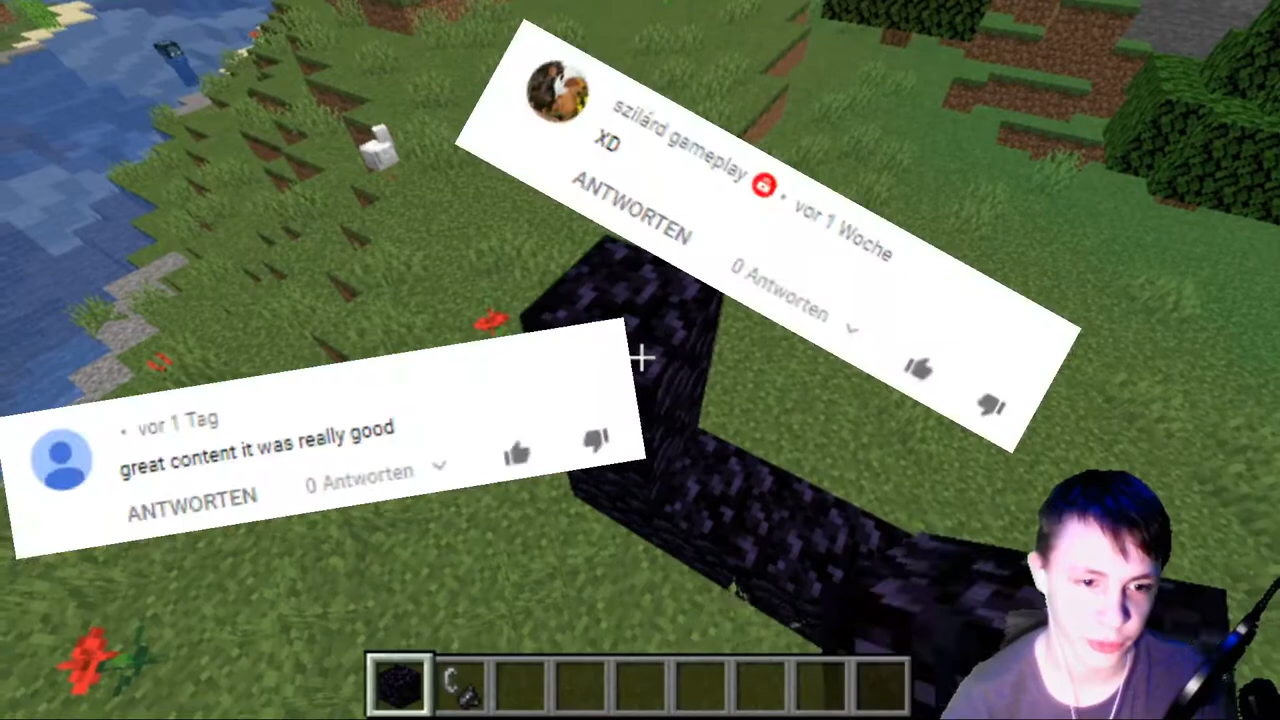 szilárd gameplay • vor 1 Woche
XD
ANTWORTEN
0 Antworten
• vor 1 Tag
great content it was really good
ANTWORTEN
0 Antworten